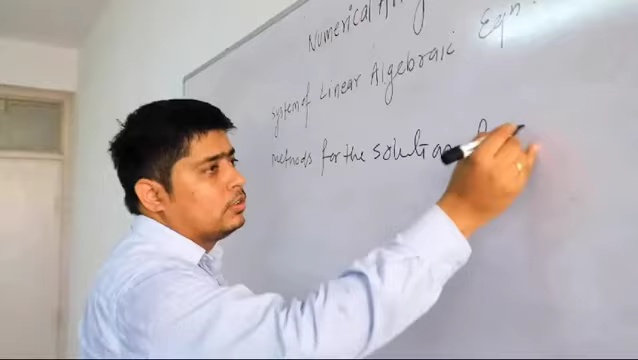 Numerical
System of Linear Algebraic Eqn.
Methods for the solution